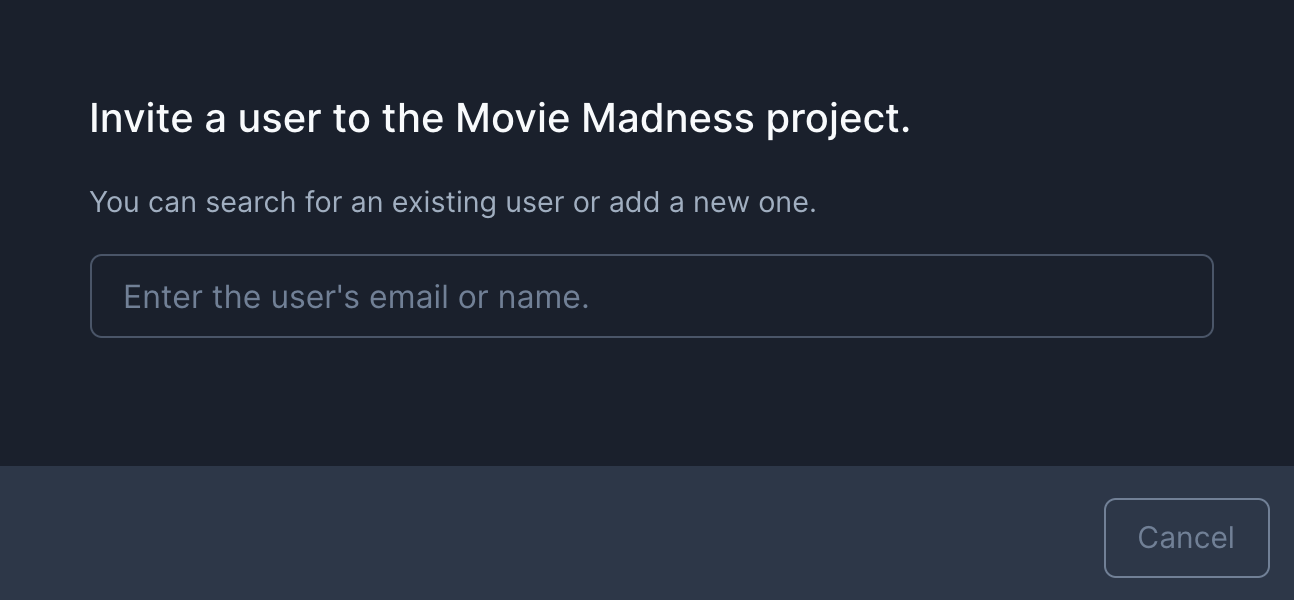 Invite a user to the Movie Madness project.
You can search for an existing user or add a new one.
Enter the user's email or name.
Cancel